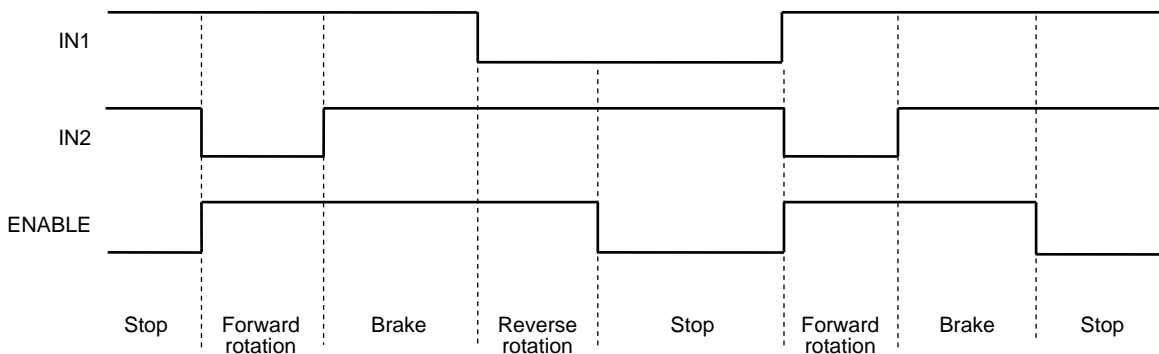 IN1
IN2
ENABLE
Stop
Forward
rotation
Brake
Reverse
rotation
Stop
Forward
rotation
Brake
Stop